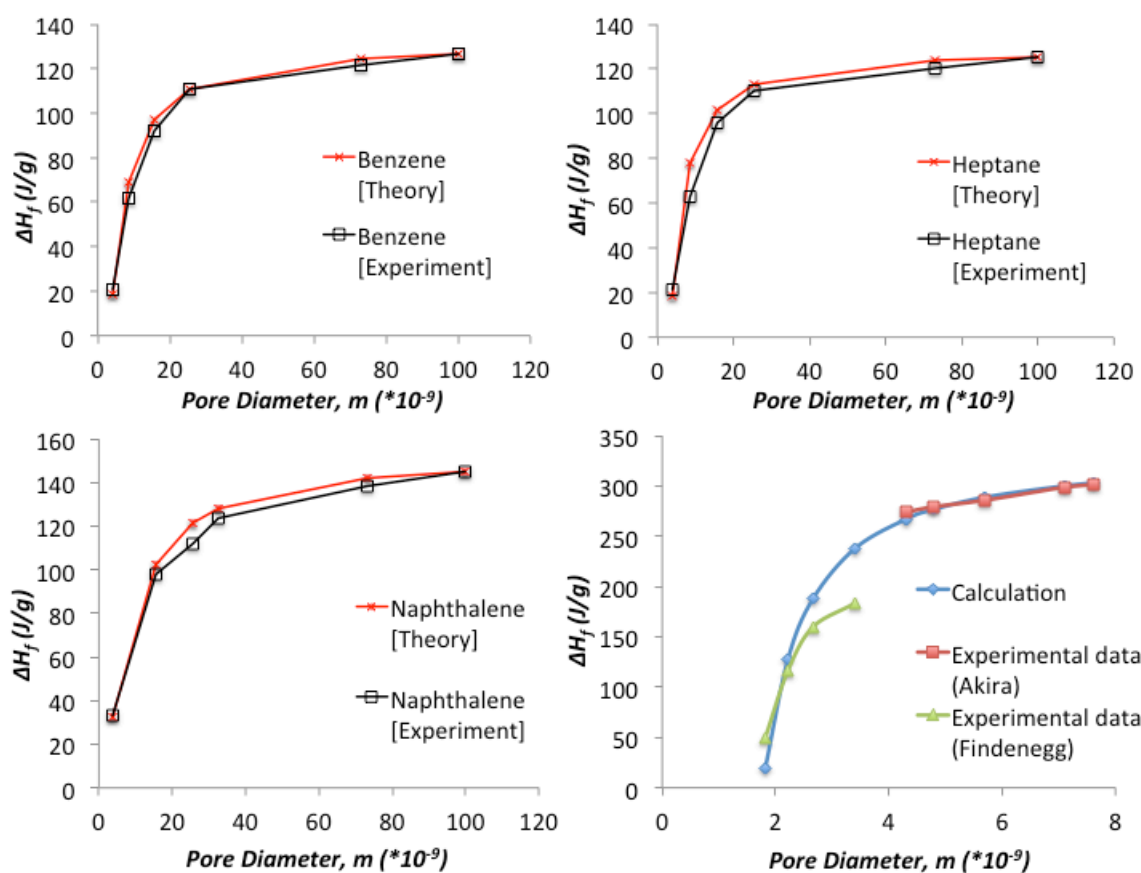 140
120
100
80
60
40
20
0
ΔH_f (J/g)
Benzene
[Theory]
Benzene
[Experiment]
0 20 40 60 80 100 120
Pore Diameter, m (*10⁻⁹)
140
120
100
80
60
40
20
0
ΔH_f (J/g)
Heptane
[Theory]
Heptane
[Experiment]
0 20 40 60 80 100 120
Pore Diameter, m (*10⁻⁹)
160
140
120
100
80
60
40
20
0
ΔH_f (J/g)
Naphthalene
[Theory]
Naphthalene
[Experiment]
0 20 40 60 80 100 120
Pore Diameter, m (*10⁻⁹)
350
300
250
200
150
100
50
0
ΔH_f (J/g)
Calculation
Experimental data
(Akira)
Experimental data
(Findenegg)
0 2 4 6 8
Pore Diameter, m (*10⁻⁹)